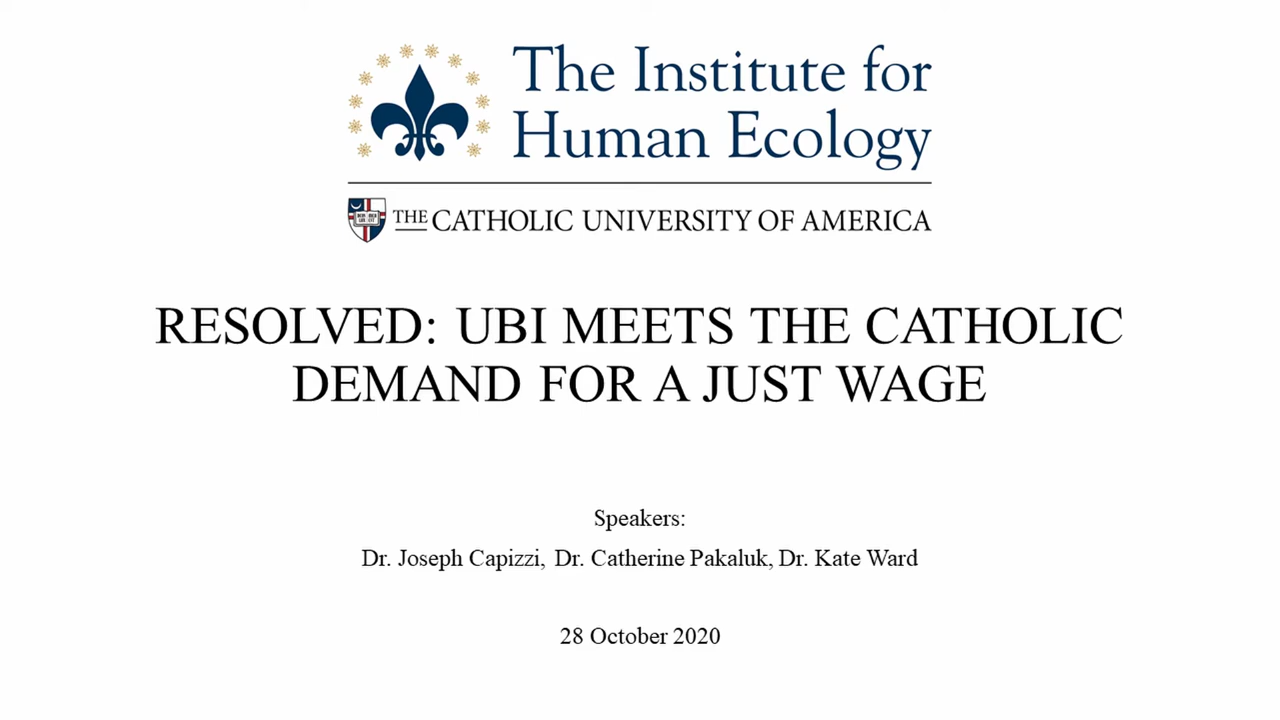 The Institute for
Human Ecology
THE CATHOLIC UNIVERSITY OF AMERICA
RESOLVED: UBI MEETS THE CATHOLIC
DEMAND FOR A JUST WAGE
Speakers:
Dr. Joseph Capizzi, Dr. Catherine Pakaluk, Dr. Kate Ward
28 October 2020